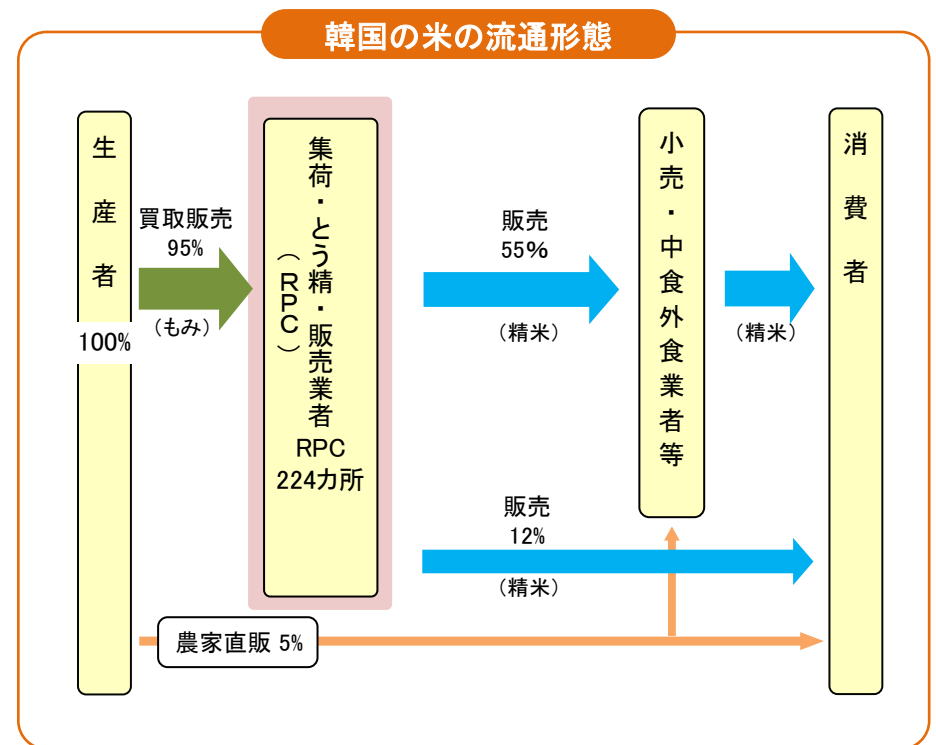 韓国の米の流通形態
生産者
100%
買取販売
95%
（もみ）
集荷・とう精・販売業者
（RPC）
RPC
224カ所
販売
55%
（精米）
販売
12%
（精米）
小売・中食外食業者等
（精米）
消費者
農家直販 5%